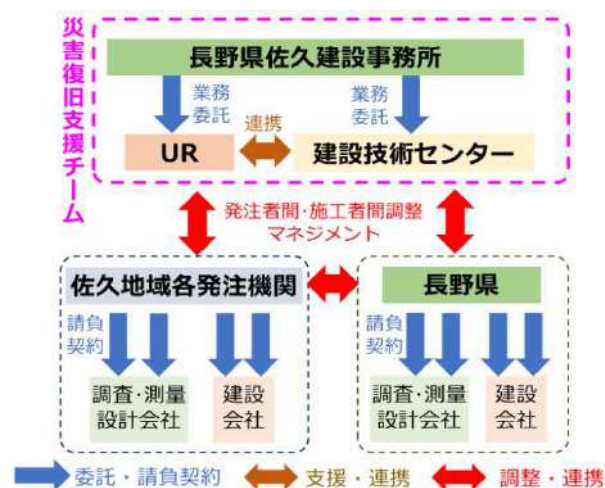 災害復旧支援チーム
長野県佐久建設事務所
業務
委託
業務
委託
連携
UR
建設技術センター
発注者間・施工者間調整
マネジメント
佐久地域各発注機関
長野県
請負
契約
請負
契約
調査・測量
設計会社
建設
会社
調査・測量
設計会社
建設
会社
委託・請負契約
支援・連携
調整・連携